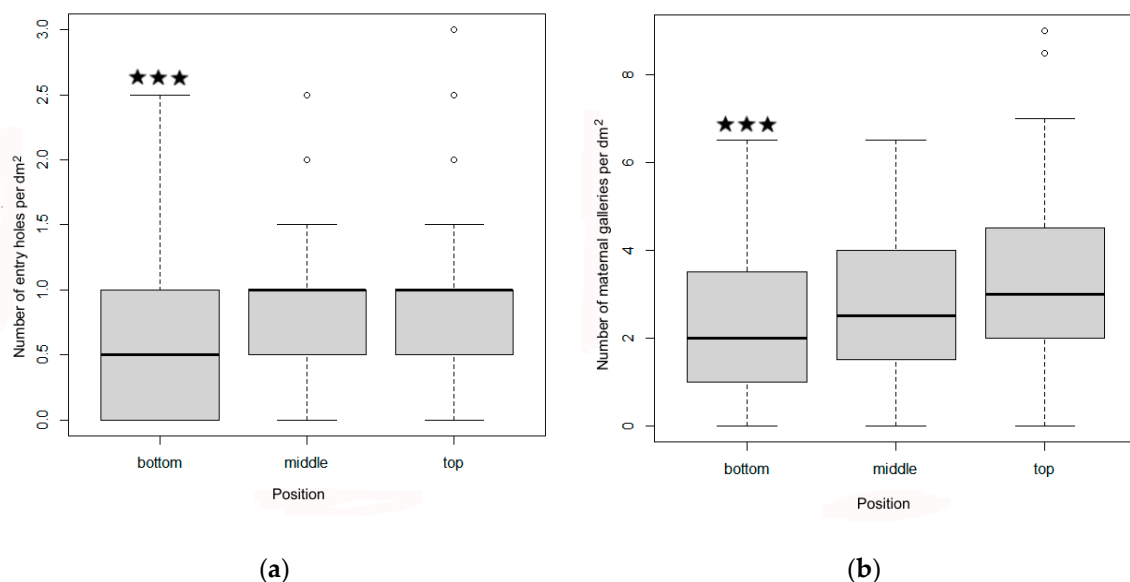 Number of entry holes per dm²
3.0
2.5
2.0
1.5
1.0
0.5
0.0
★★★
bottom middle top
Position
(a)
Number of maternal galleries per dm²
8
6
4
2
0
★★★
bottom middle top
Position
(b)